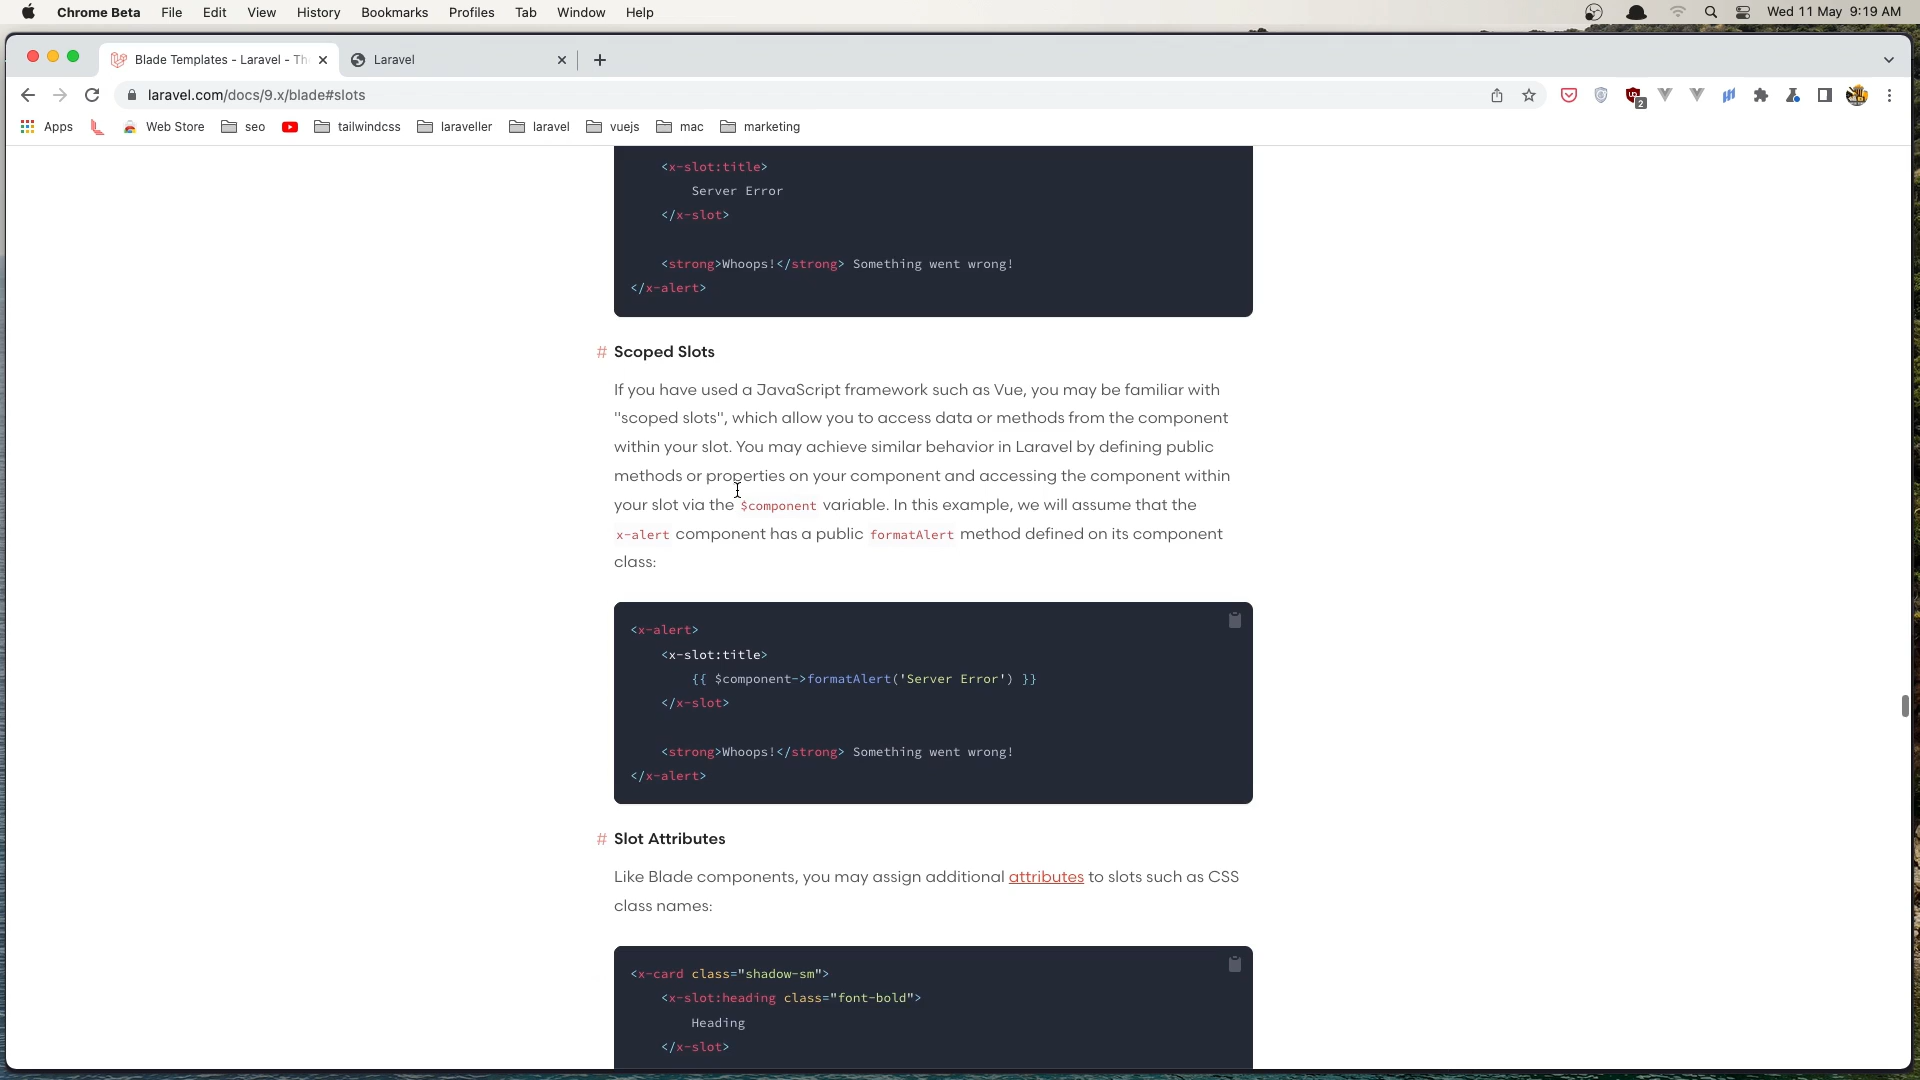 Chrome Beta File Edit View History Bookmarks Profiles Tab Window Help Wed 11 May 9:19 AM
Blade Templates - Laravel - Th Laravel
laravel.com/docs/9.x/blade#slots 2
Apps Web Store seo tailwindcss laraveller laravel vuejs mac marketing
<x-slot:title>
Server Error
</x-slot>
<strong>Whoops!</strong> Something went wrong!
</x-alert>
# Scoped Slots
If you have used a JavaScript framework such as Vue, you may be familiar with
"scoped slots", which allow you to access data or methods from the component
within your slot. You may achieve similar behavior in Laravel by defining public
methods or properties on your component and accessing the component within
your slot via the $component variable. In this example, we will assume that the
x-alert component has a public formatAlert method defined on its component
class:
<x-alert>
<x-slot:title>
{{ $component->formatAlert('Server Error') }}
</x-slot>
<strong>Whoops!</strong> Something went wrong!
</x-alert>
# Slot Attributes
Like Blade components, you may assign additional attributes to slots such as CSS
class names:
<x-card class="shadow-sm">
<x-slot:heading class="font-bold">
Heading
</x-slot>